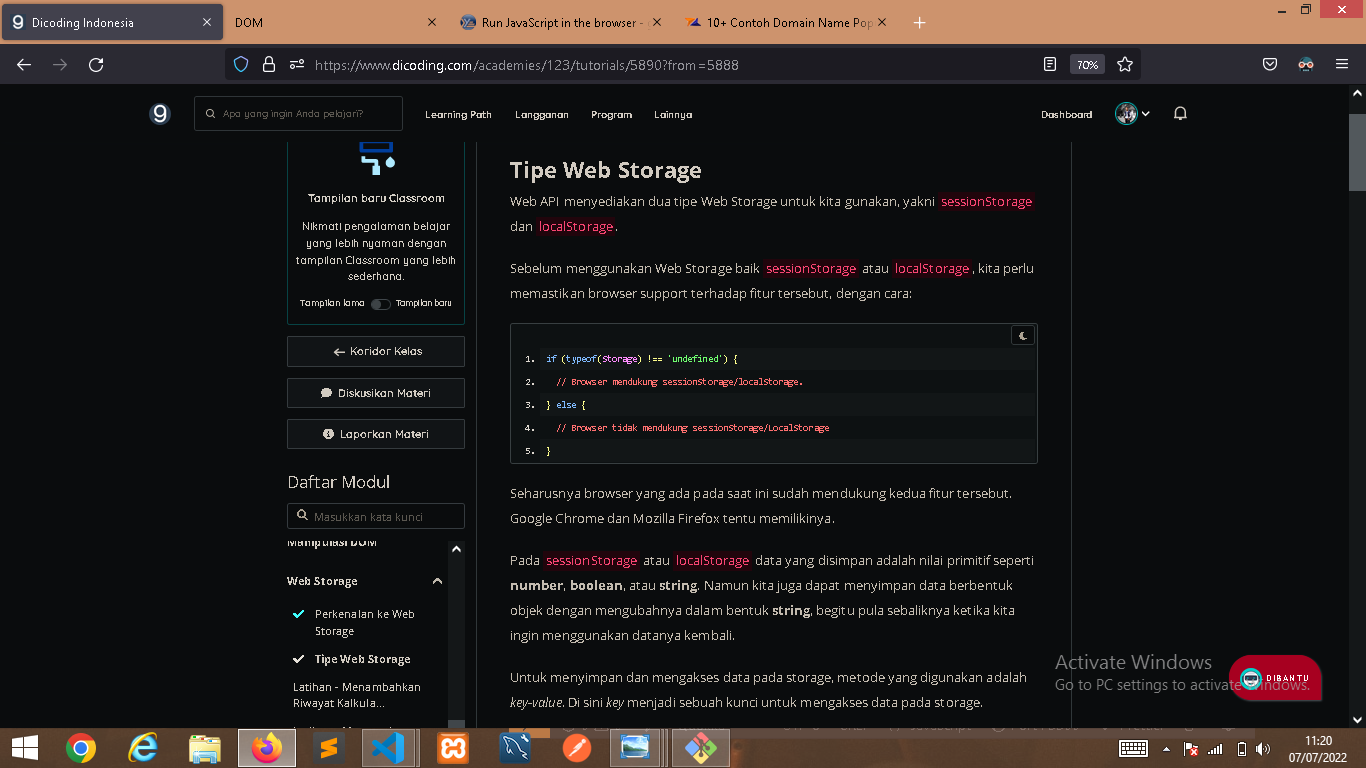 Dicoding Indonesia
DOM
Run JavaScript in the browser -
10+ Contoh Domain Name Pop
https://www.dicoding.com/academies/123/tutorials/5890?from=5888
70%
9
Apa yang ingin Anda pelajari?
Learning Path
Langganan
Program
Lainnya
Dashboard
Tampilan baru Classroom
Nikmati pengalaman belajar
yang lebih nyaman dengan
tampilan Classroom yang lebih
sederhana.
Tampilan lama
Tampilan baru
← Koridor Kelas
Diskusikan Materi
Laporkan Materi
Daftar Modul
Masukkan kata kunci
Manipulasi DOM
Web Storage
Perkenalan ke Web
Storage
Tipe Web Storage
Latihan - Menambahkan
Riwayat Kalkula...
Tipe Web Storage
Web API menyediakan dua tipe Web Storage untuk kita gunakan, yakni sessionStorage
dan localStorage.
Sebelum menggunakan Web Storage baik sessionStorage atau localStorage, kita perlu
memastikan browser support terhadap fitur tersebut, dengan cara:
1. if (typeof(Storage) !== 'undefined') {
2. // Browser mendukung sessionStorage/localStorage.
3. } else {
4. // Browser tidak mendukung sessionStorage/LocalStorage
5. }
Seharusnya browser yang ada pada saat ini sudah mendukung kedua fitur tersebut.
Google Chrome dan Mozilla Firefox tentu memilikinya.
Pada sessionStorage atau localStorage data yang disimpan adalah nilai primitif seperti
number, boolean, atau string. Namun kita juga dapat menyimpan data berbentuk
objek dengan mengubahnya dalam bentuk string, begitu pula sebaliknya ketika kita
ingin menggunakan datanya kembali.
Untuk menyimpan dan mengakses data pada storage, metode yang digunakan adalah
key-value. Di sini key menjadi sebuah kunci untuk mengakses data pada storage.
Activate Windows
Go to PC settings to activate Windows.
DIBANTU
11:20
07/07/2022